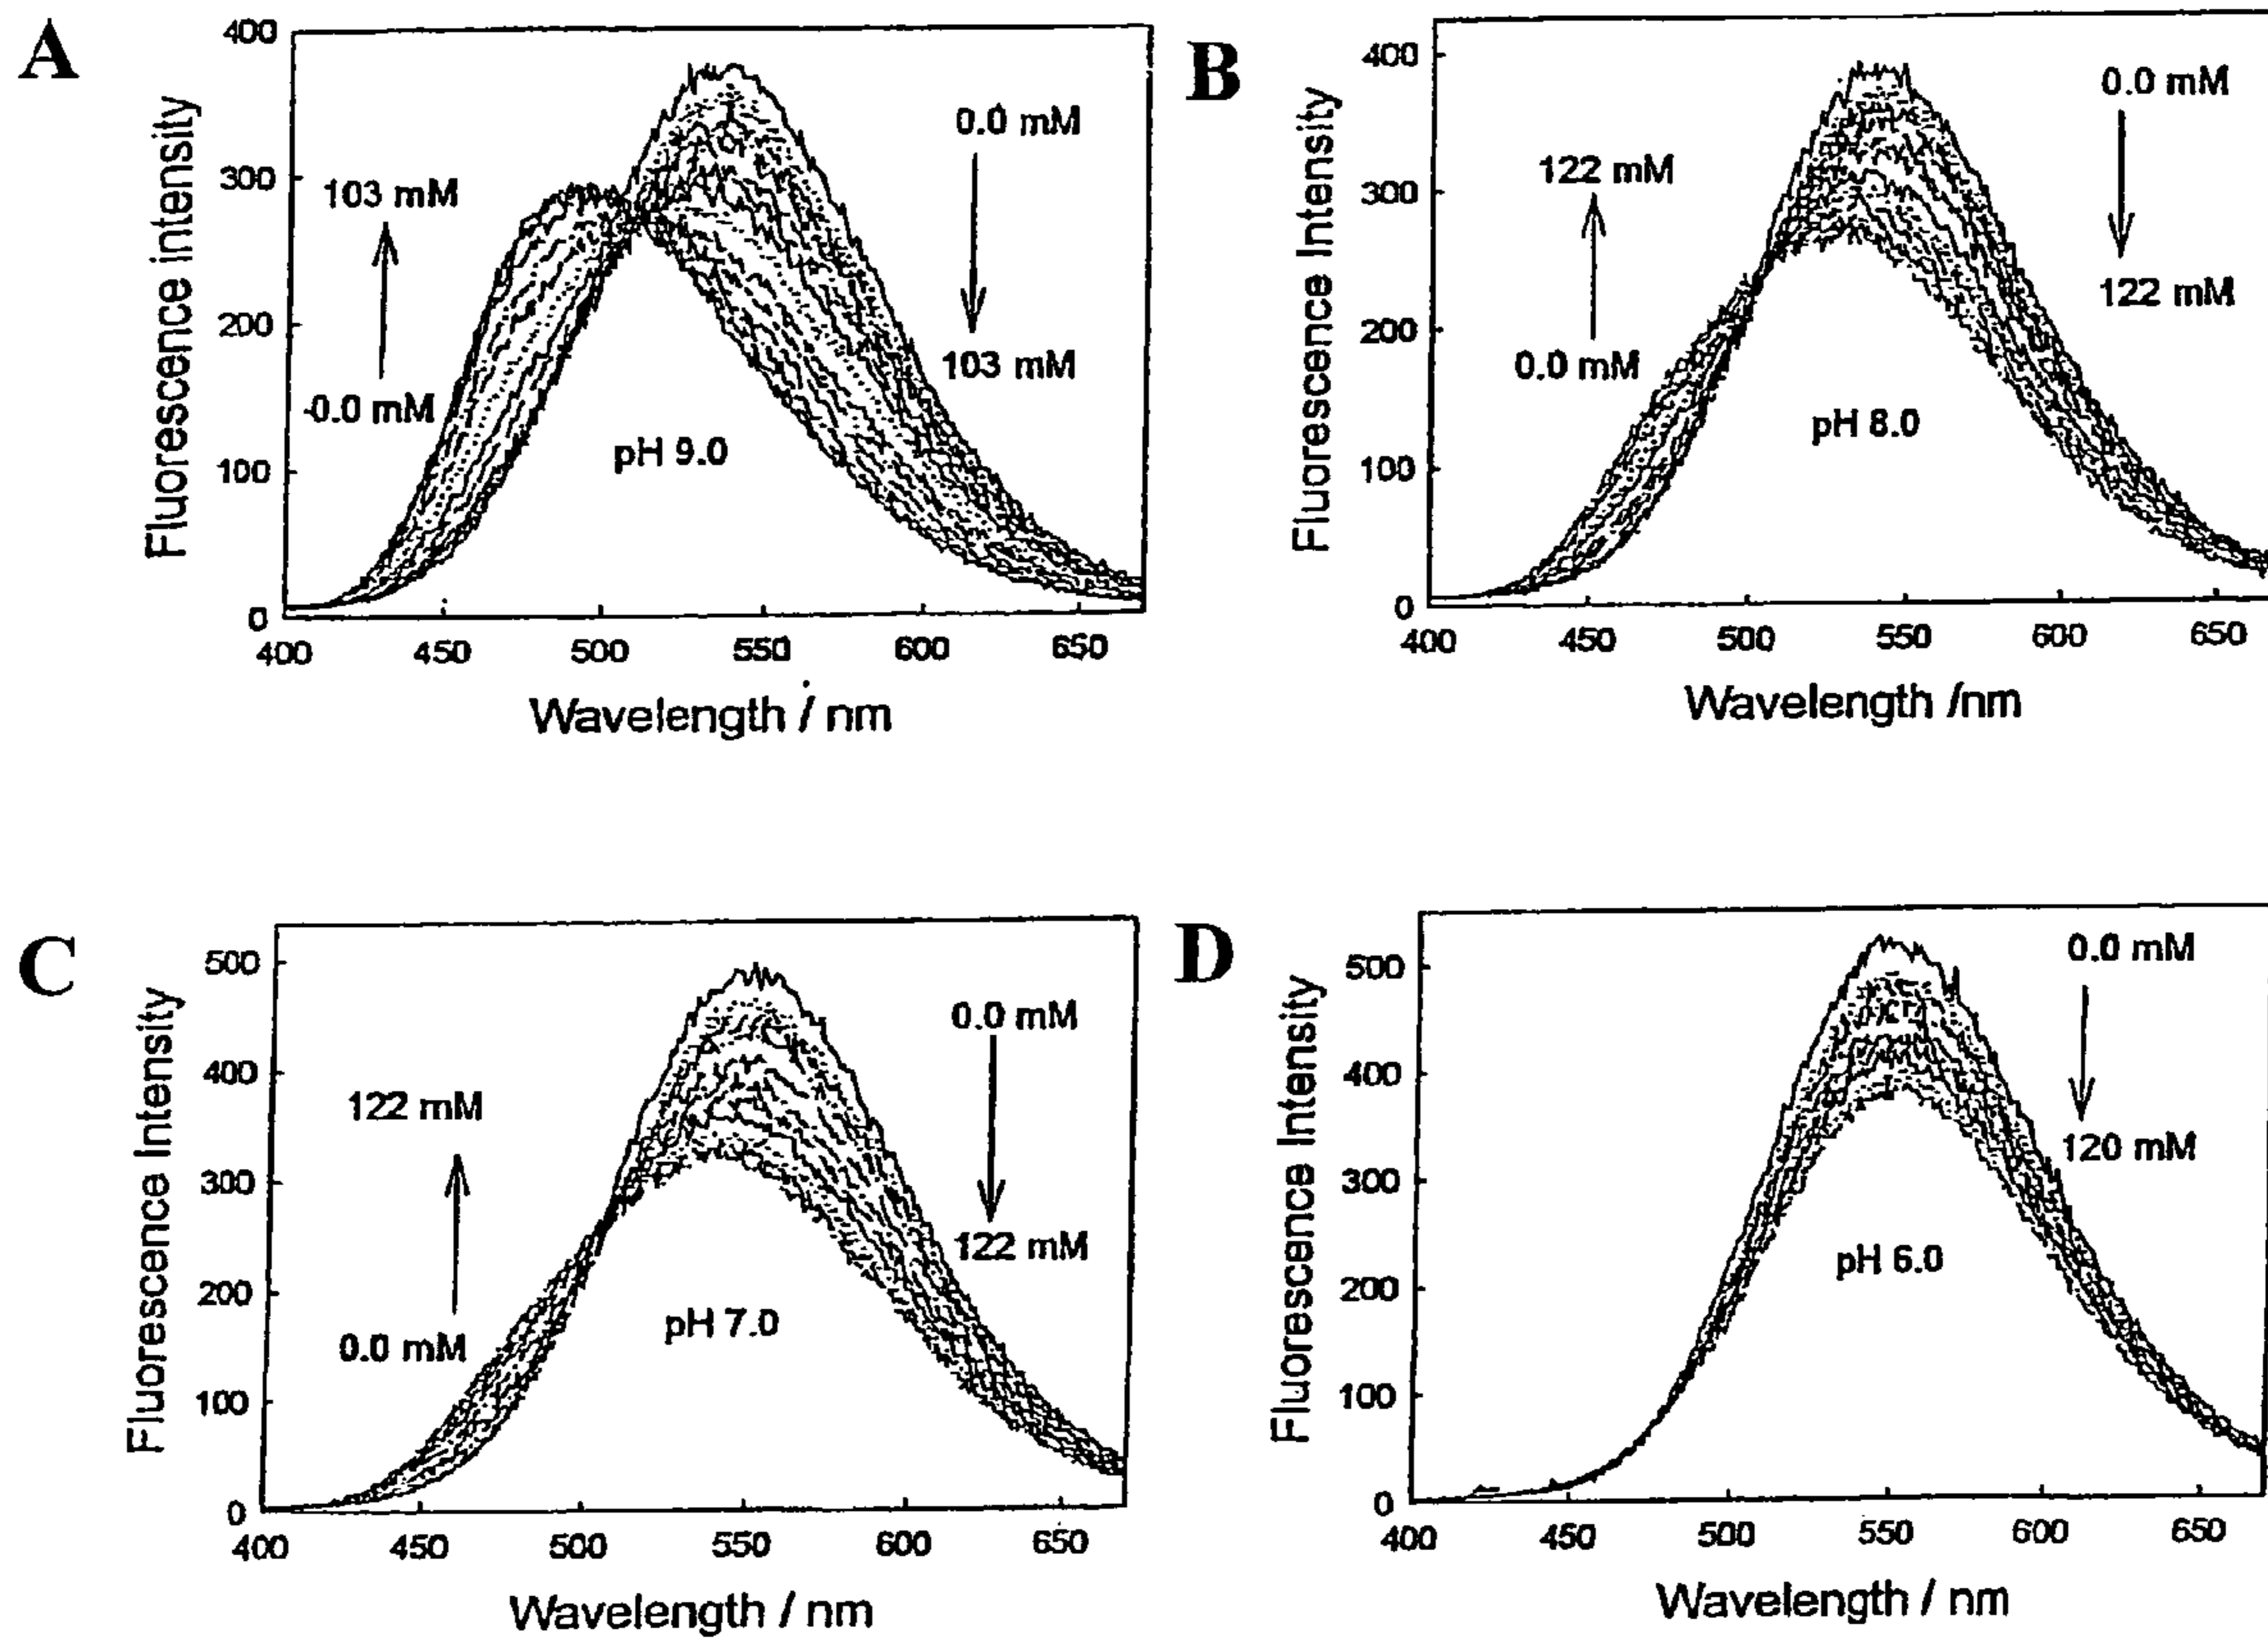 A
Fluorescence intensity
400
300
200
100
0
103 mM
0.0 mM
0.0 mM
103 mM
pH 9.0
400 450 500 550 600 650
Wavelength / nm
B
Fluorescence Intensity
400
300
200
100
0
122 mM
0.0 mM
0.0 mM
122 mM
pH 8.0
400 450 500 550 600 650
Wavelength /nm
C
Fluorescence Intensity
500
400
300
200
100
0
122 mM
0.0 mM
0.0 mM
122 mM
pH 7.0
400 450 500 550 600 650
Wavelength / nm
D
Fluorescence Intensity
500
400
300
200
100
0
0.0 mM
120 mM
pH 6.0
400 450 500 550 600 650
Wavelength / nm